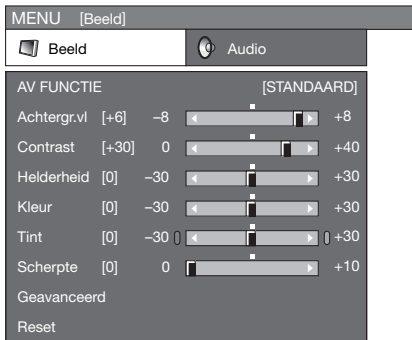 MENU [Beeld]
Beeld Audio
AV FUNCTIE [STANDAARD]
Achtergr.vl [+6] –8 +8
Contrast [+30] 0 +40
Helderheid [0] –30 +30
Kleur [0] –30 +30
Tint [0] –30 +30
Scherpte [0] 0 +10
Geavanceerd
Reset